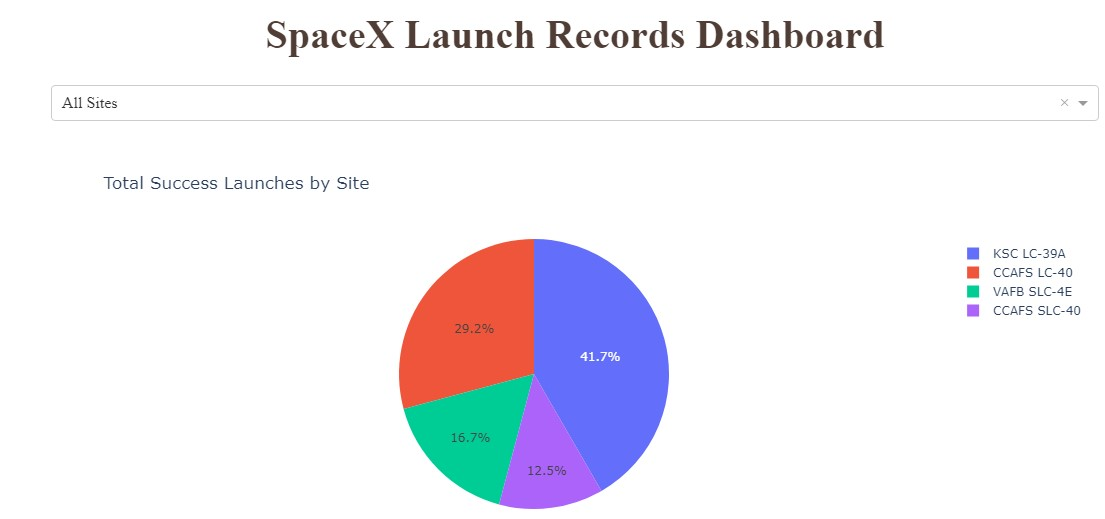 SpaceX Launch Records Dashboard
All Sites ×
Total Success Launches by Site
KSC LC-39A
CCAFS LC-40
VAFB SLC-4E
CCAFS SLC-40
29.2%
41.7%
16.7%
12.5%